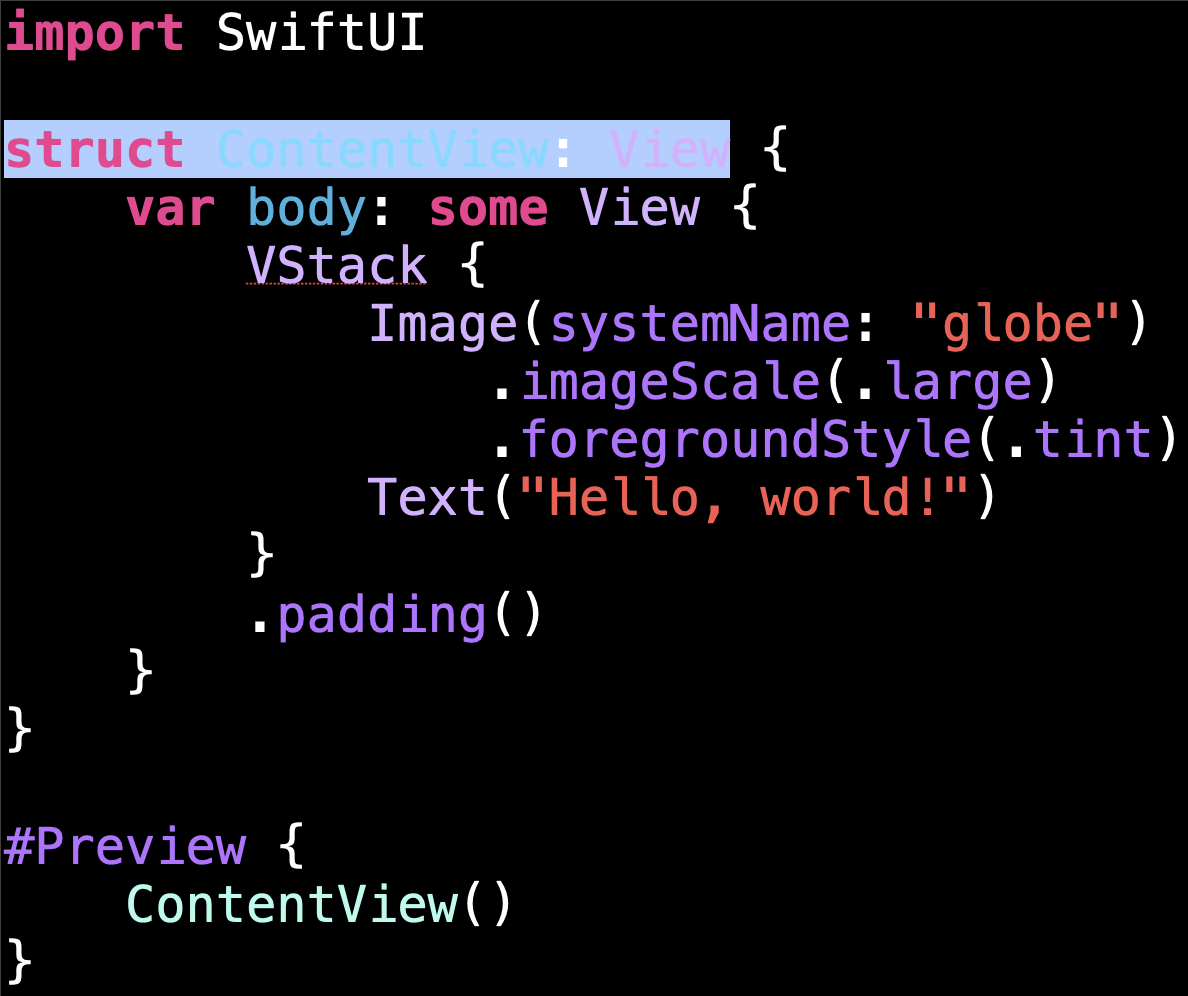 import SwiftUI

struct ContentView: View {
    var body: some View {
        VStack {
            Image(systemName: "globe")
                .imageScale(.large)
                .foregroundStyle(.tint)
            Text("Hello, world!")
        }
        .padding()
    }
}

#Preview {
    ContentView()
}